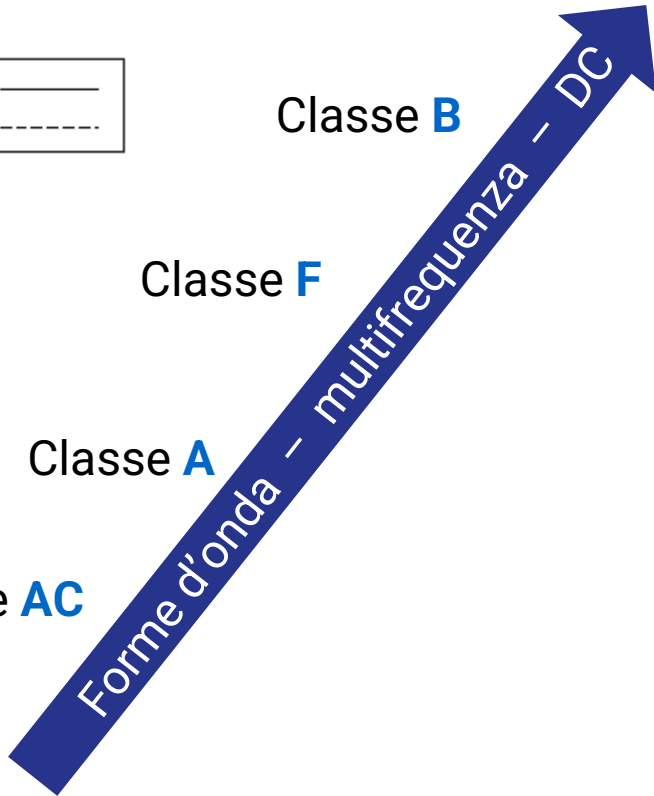 Classe B
Classe F
Classe A
e AC
Forme d’onda – multifrequenza – DC